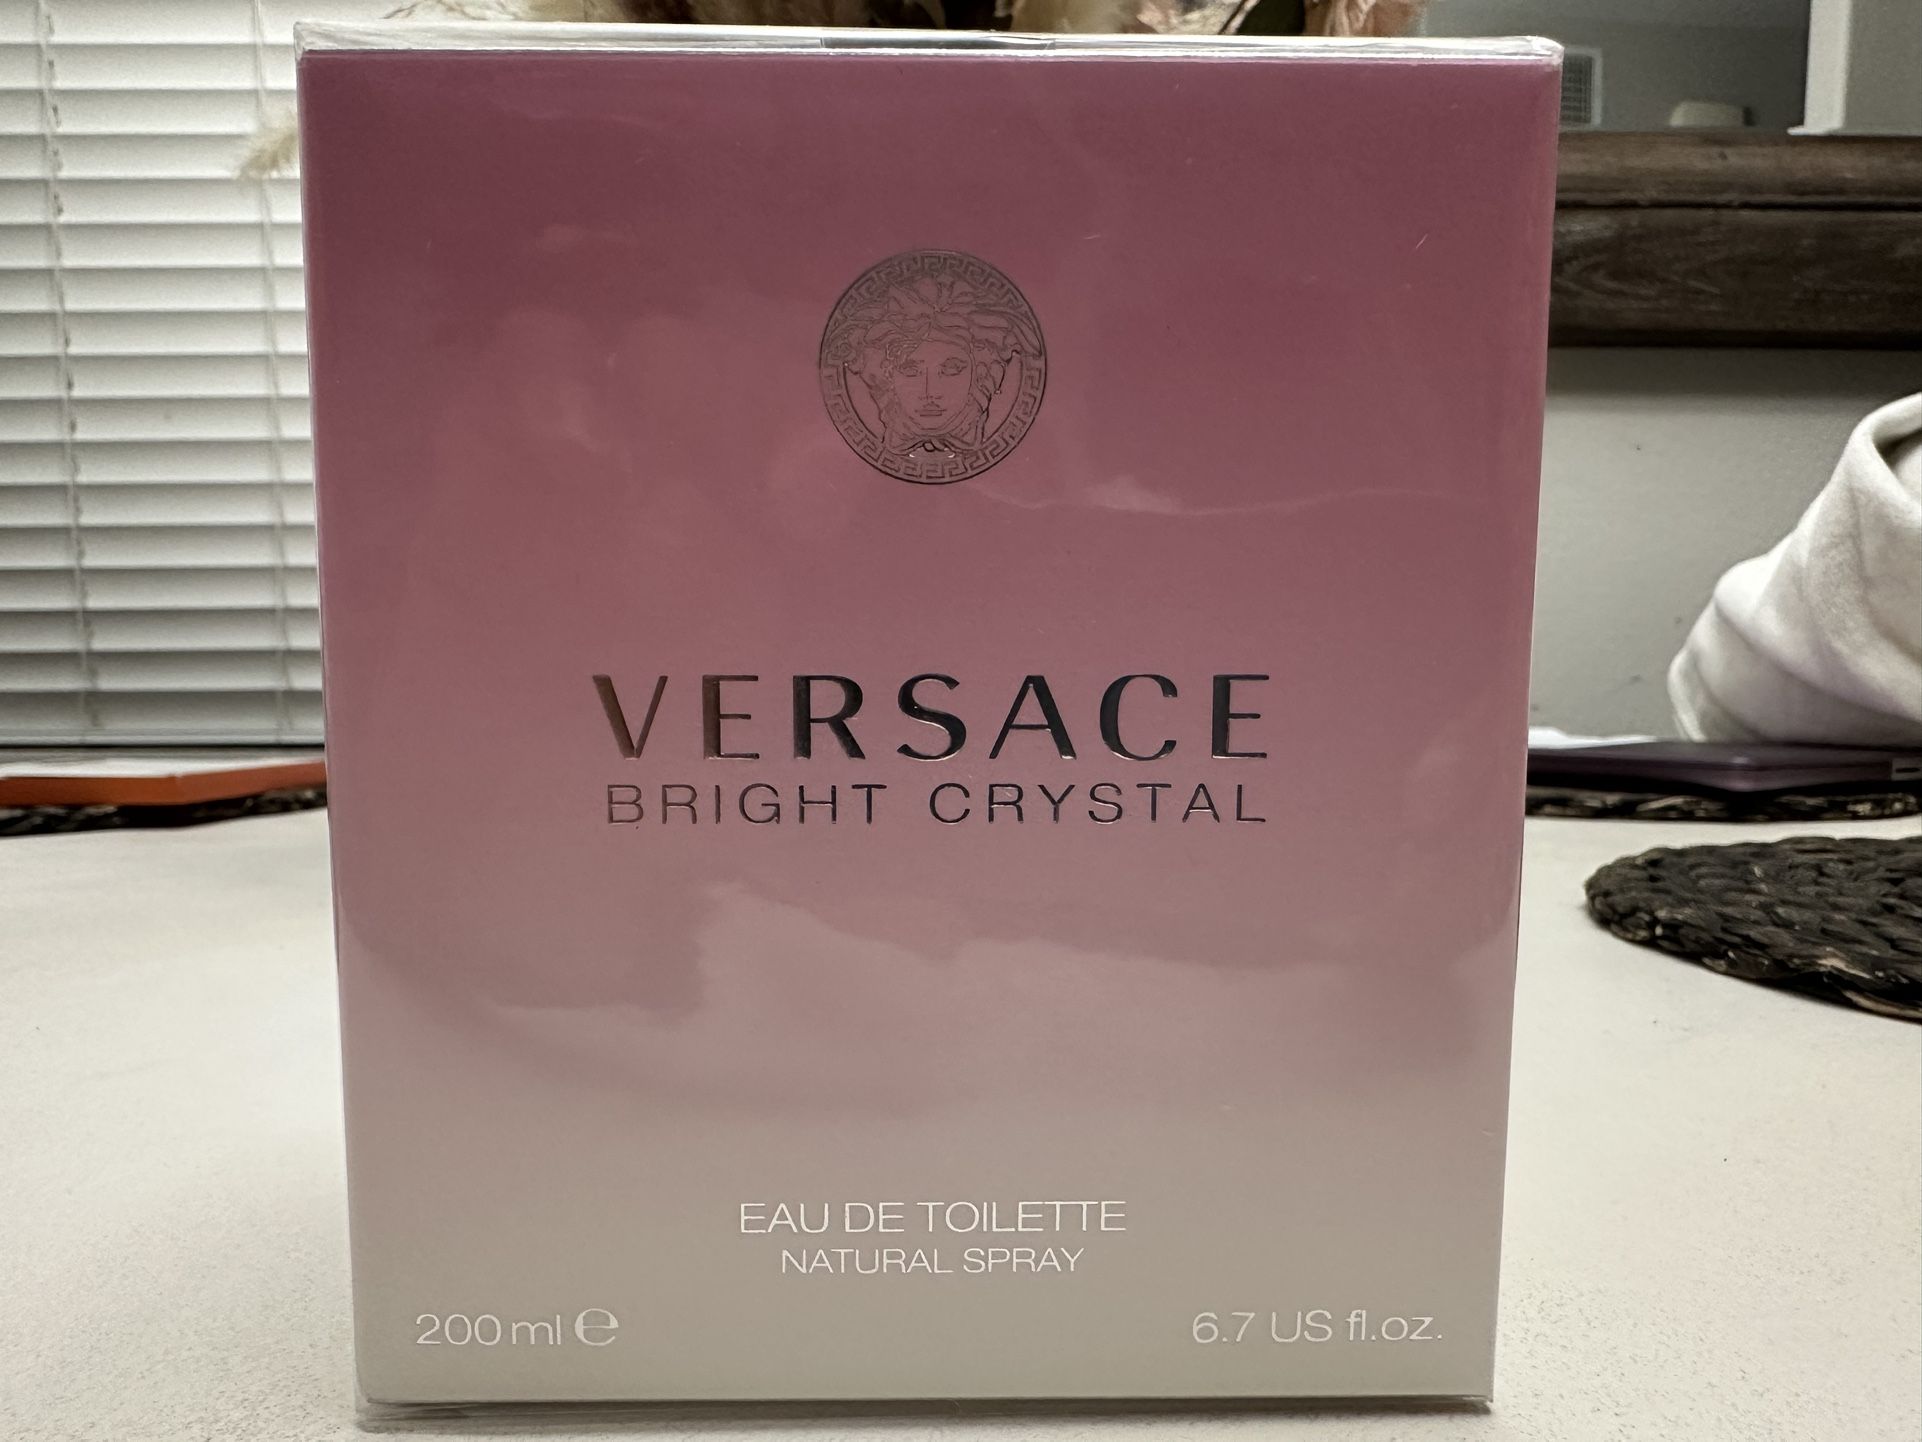 VERSACE
BRIGHT CRYSTAL
EAU DE TOILETTE
NATURAL SPRAY
200 ml ℮
6.7 US fl.oz.